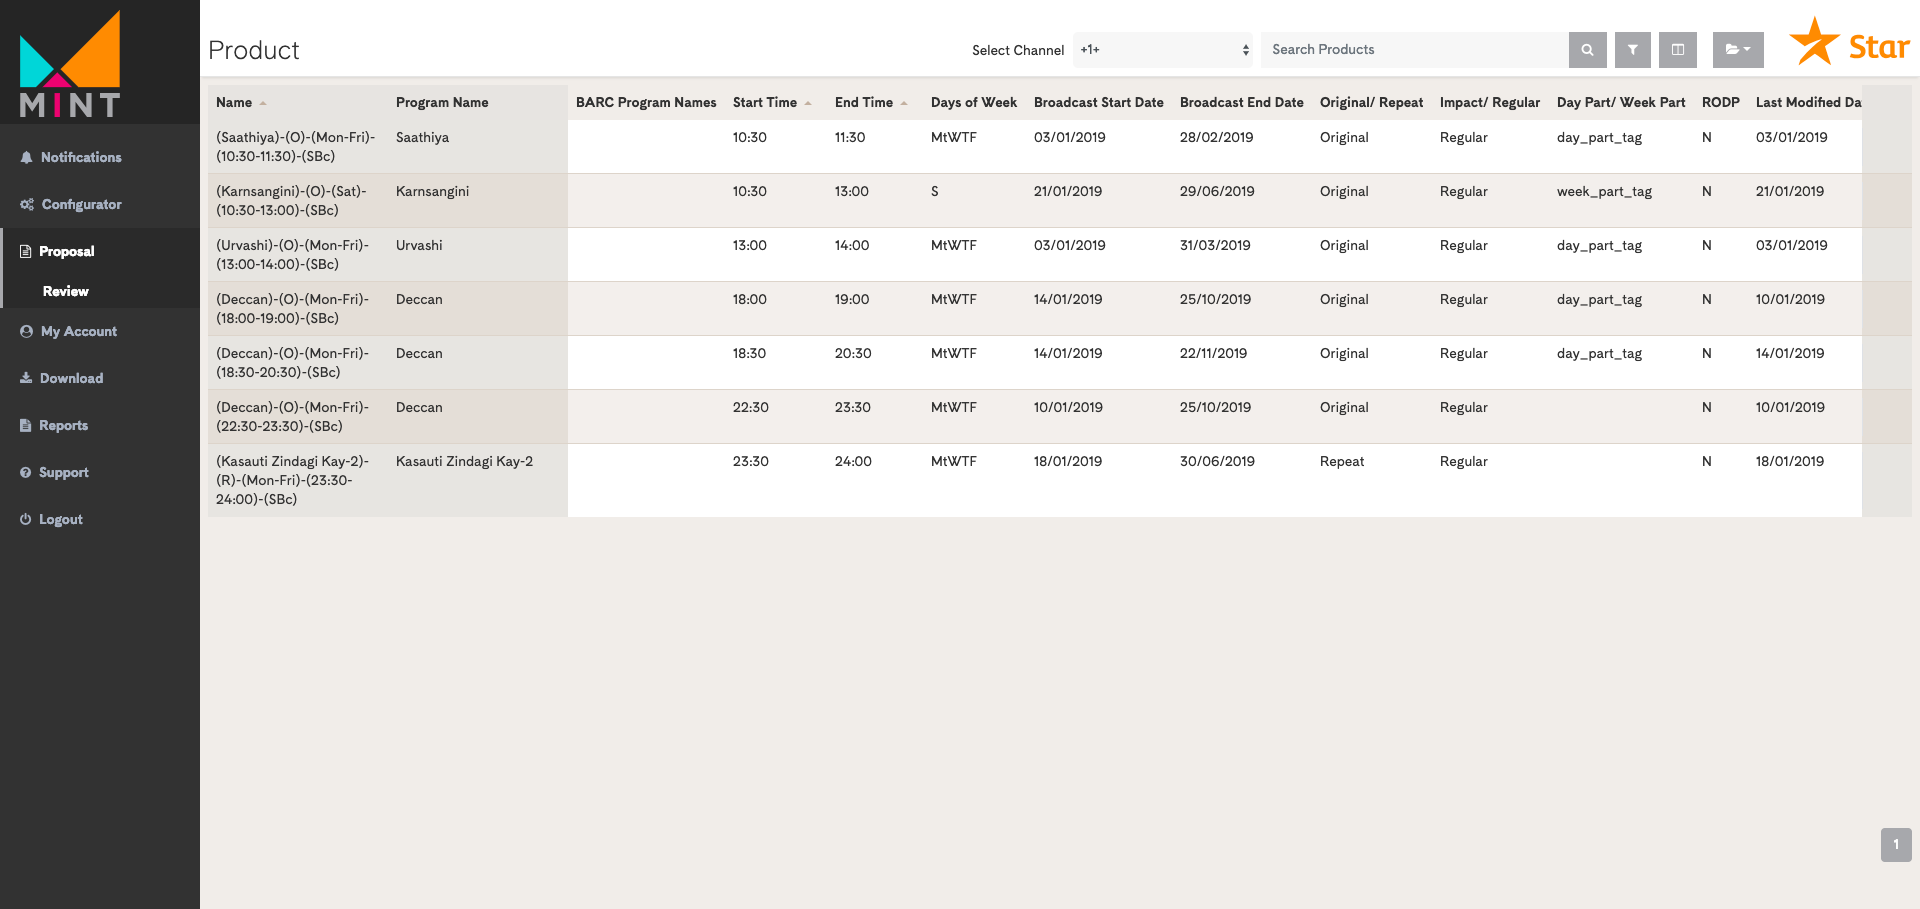 MINT
Product
Select Channel
+1+
Search Products
Star
Notifications
Configurator
Proposal
Review
My Account
Download
Reports
Support
Logout
Name Program Name BARC Program Names Start Time End Time Days of Week Broadcast Start Date Broadcast End Date Original/ Repeat Impact/ Regular Day Part/ Week Part RODP Last Modified Da
(Saathiya)-(O)-(Mon-Fri)- Saathiya 10:30 11:30 MtWTF 03/01/2019 28/02/2019 Original Regular day_part_tag N 03/01/2019
(10:30-11:30)-(SBc)
(Karnsangini)-(O)-(Sat)- Karnsangini 10:30 13:00 S 21/01/2019 29/06/2019 Original Regular week_part_tag N 21/01/2019
(10:30-13:00)-(SBc)
(Urvashi)-(O)-(Mon-Fri)- Urvashi 13:00 14:00 MtWTF 03/01/2019 31/03/2019 Original Regular day_part_tag N 03/01/2019
(13:00-14:00)-(SBc)
(Deccan)-(O)-(Mon-Fri)- Deccan 18:00 19:00 MtWTF 14/01/2019 25/10/2019 Original Regular day_part_tag N 10/01/2019
(18:00-19:00)-(SBc)
(Deccan)-(O)-(Mon-Fri)- Deccan 18:30 20:30 MtWTF 14/01/2019 22/11/2019 Original Regular day_part_tag N 14/01/2019
(18:30-20:30)-(SBc)
(Deccan)-(O)-(Mon-Fri)- Deccan 22:30 23:30 MtWTF 10/01/2019 25/10/2019 Original Regular N 10/01/2019
(22:30-23:30)-(SBc)
(Kasauti Zindagi Kay-2)- Kasauti Zindagi Kay-2 23:30 24:00 MtWTF 18/01/2019 30/06/2019 Repeat Regular N 18/01/2019
(R)-(Mon-Fri)-(23:30-
24:00)-(SBc)
1